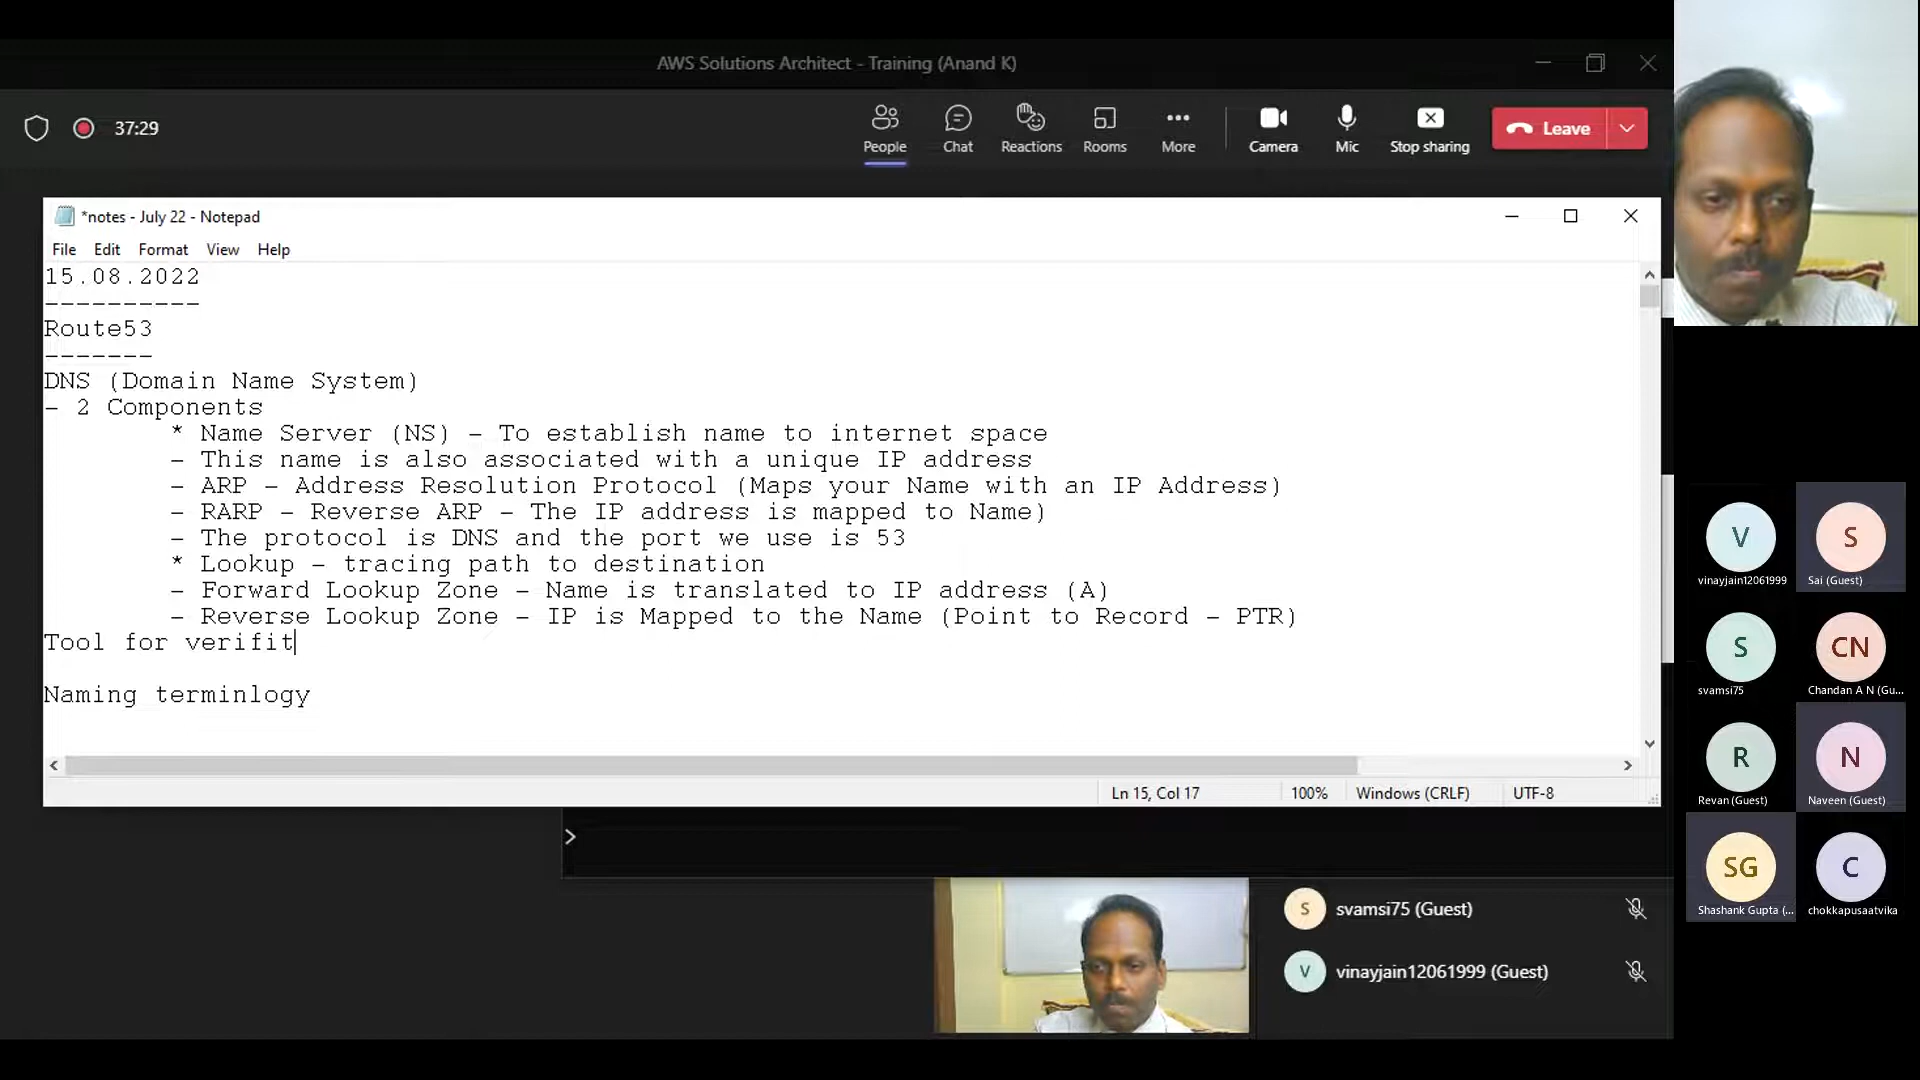 AWS Solutions Architect - Training (Anand K)
37:29
People
Chat
Reactions
Rooms
More
Camera
Mic
Stop sharing
Leave
*notes - July 22 - Notepad
File Edit Format View Help
15.08.2022
----------
Route53
-------
DNS (Domain Name System)
- 2 Components
* Name Server (NS) - To establish name to internet space
- This name is also associated with a unique IP address
- ARP - Address Resolution Protocol (Maps your Name with an IP Address)
- RARP - Reverse ARP - The IP address is mapped to Name)
- The protocol is DNS and the port we use is 53
* Lookup - tracing path to destination
- Forward Lookup Zone - Name is translated to IP address (A)
- Reverse Lookup Zone - IP is Mapped to the Name (Point to Record - PTR)
Tool for verifit
Naming terminlogy
Ln 15, Col 17
100%
Windows (CRLF)
UTF-8
S
svamsi75 (Guest)
V
vinayjain12061999 (Guest)
V
vinayjain12061999
S
Sai (Guest)
S
svamsi75
CN
Chandan A N (Gu...
R
Revan (Guest)
N
Naveen (Guest)
SG
Shashank Gupta (...
C
chokkapusaatvika